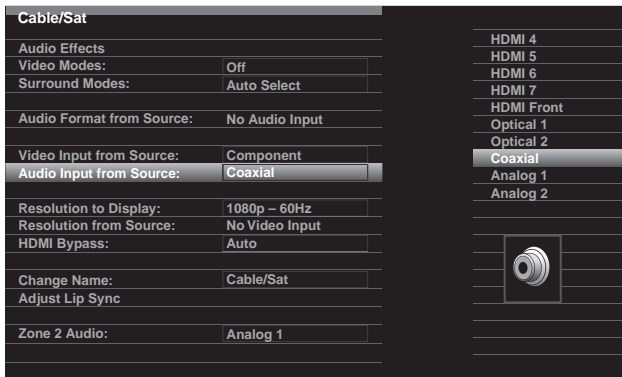 Cable/Sat
Audio Effects
Video Modes: Off
Surround Modes: Auto Select
Audio Format from Source: No Audio Input
Video Input from Source: Component
Audio Input from Source: Coaxial
Resolution to Display: 1080p – 60Hz
Resolution from Source: No Video Input
HDMI Bypass: Auto
Change Name: Cable/Sat
Adjust Lip Sync
Zone 2 Audio: Analog 1
HDMI 4
HDMI 5
HDMI 6
HDMI 7
HDMI Front
Optical 1
Optical 2
Coaxial
Analog 1
Analog 2